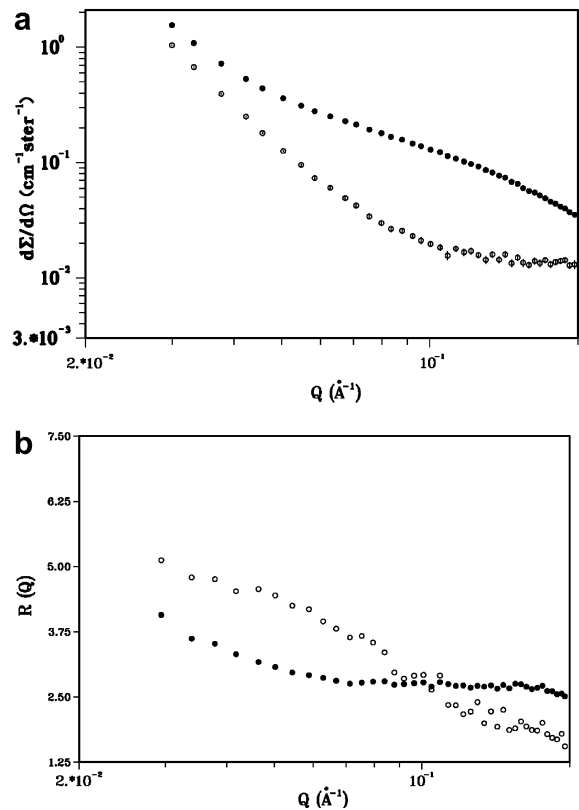 a
10⁰
10⁻¹
10⁻²
3.*10⁻³
dΣ/dΩ (cm⁻¹ster⁻¹)
2.*10⁻²
10⁻¹
Q (Å⁻¹)
b
7.50
6.25
5.00
3.75
2.50
1.25
R (Q)
2.*10⁻²
10⁻¹
Q (Å⁻¹)